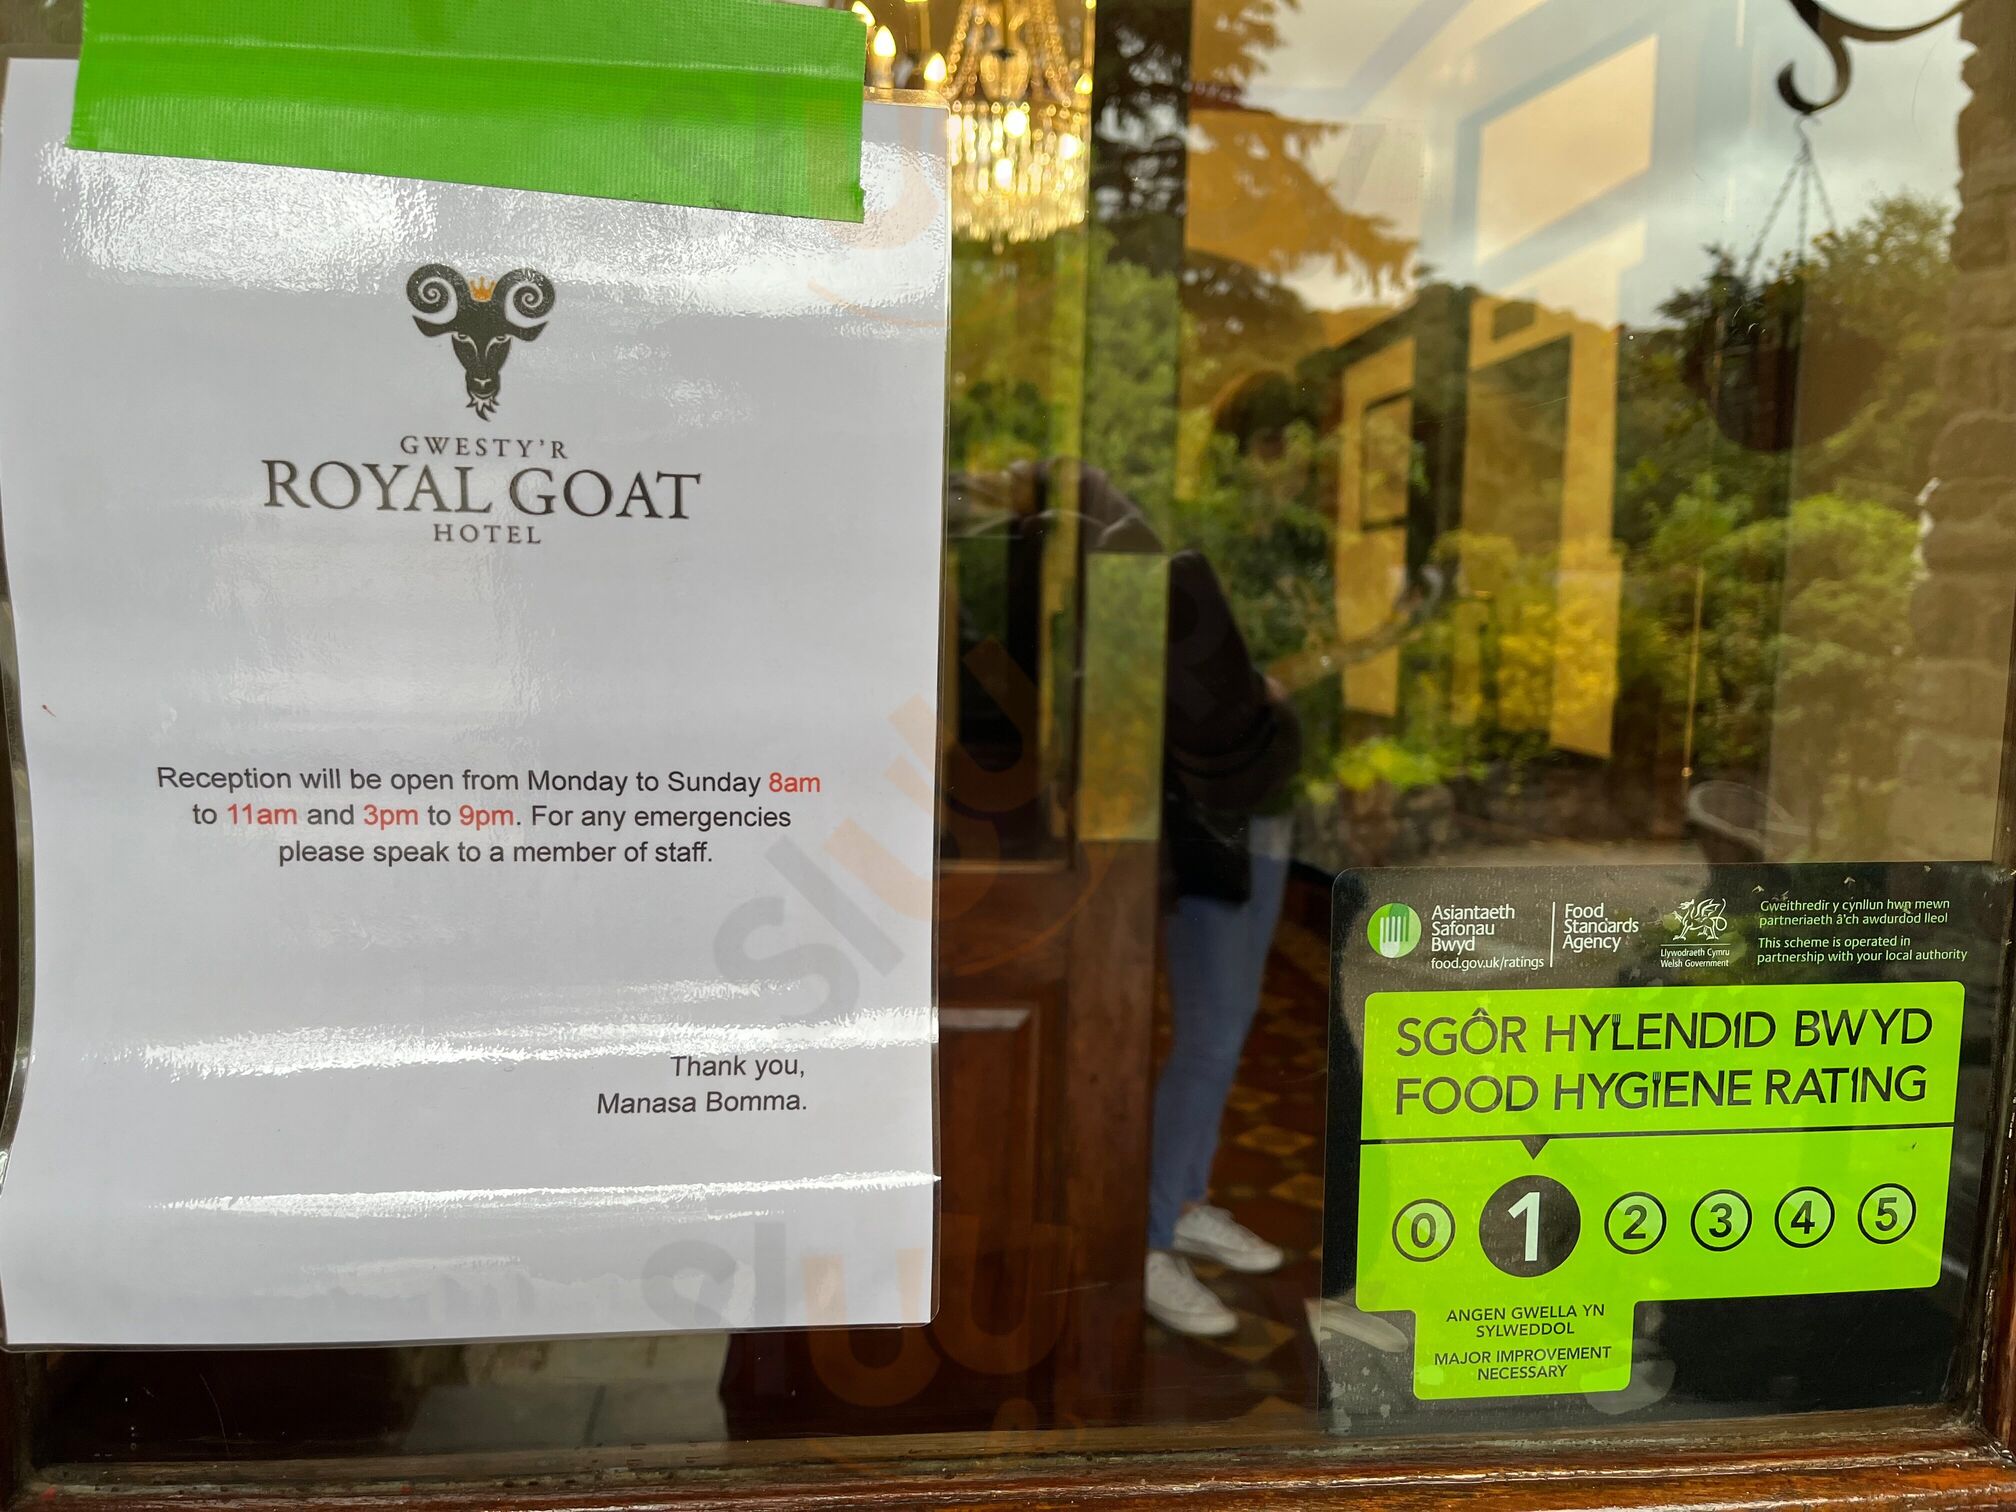 GWESTY'R
ROYAL GOAT
HOTEL
Reception will be open from Monday to Sunday 8am
to 11am and 3pm to 9pm. For any emergencies
please speak to a member of staff.
Thank you,
Manasa Bomma.
Asiantaeth
Safonau
Bwyd
food.gov.uk/ratings
Food
Standards
Agency
Llywodraeth Cymru
Welsh Government
Gweithredir y cynllun hwn mewn
partneriaeth â'ch awdurdod lleol
This scheme is operated in
partnership with your local authority
SGÔR HYLENDID BWYD
FOOD HYGIENE RATING
0 1 2 3 4 5
ANGEN GWELLA YN
SYLWEDDOL
MAJOR IMPROVEMENT
NECESSARY
sluurpy
sluu